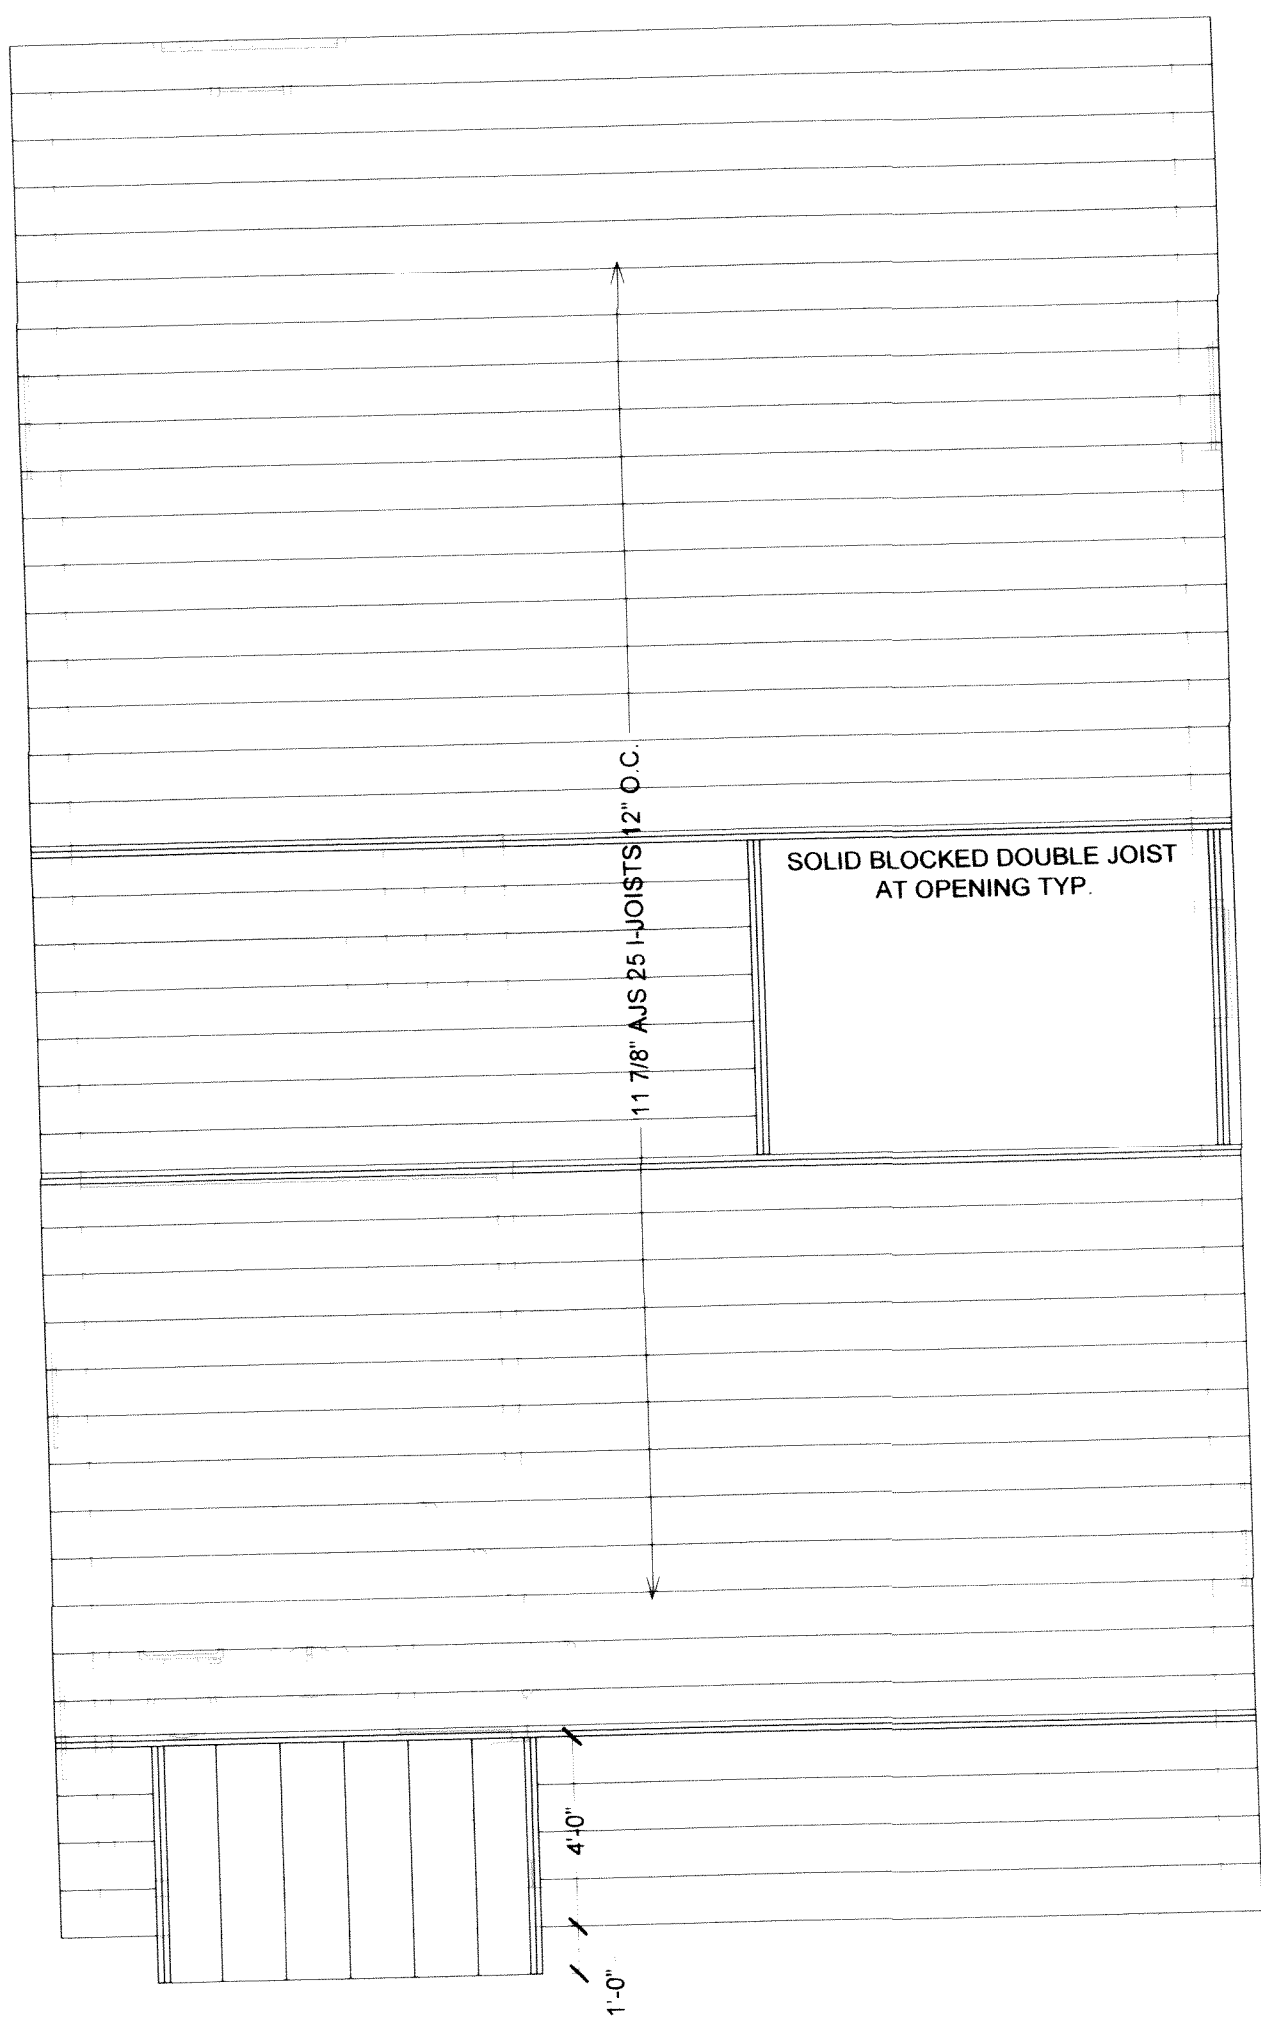 11 7/8" AJS 25 I-JOISTS 12" O.C.
SOLID BLOCKED DOUBLE JOIST
AT OPENING TYP.
4'-0"
1'-0"